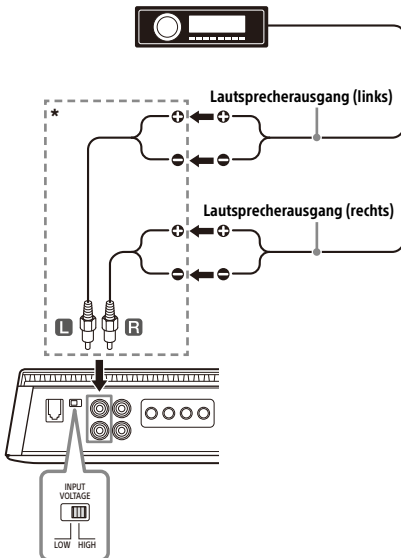 Lautsprecherausgang (links)
*
+ +
− −
Lautsprecherausgang (rechts)
+ +
− −
L R
INPUT
VOLTAGE
LOW HIGH